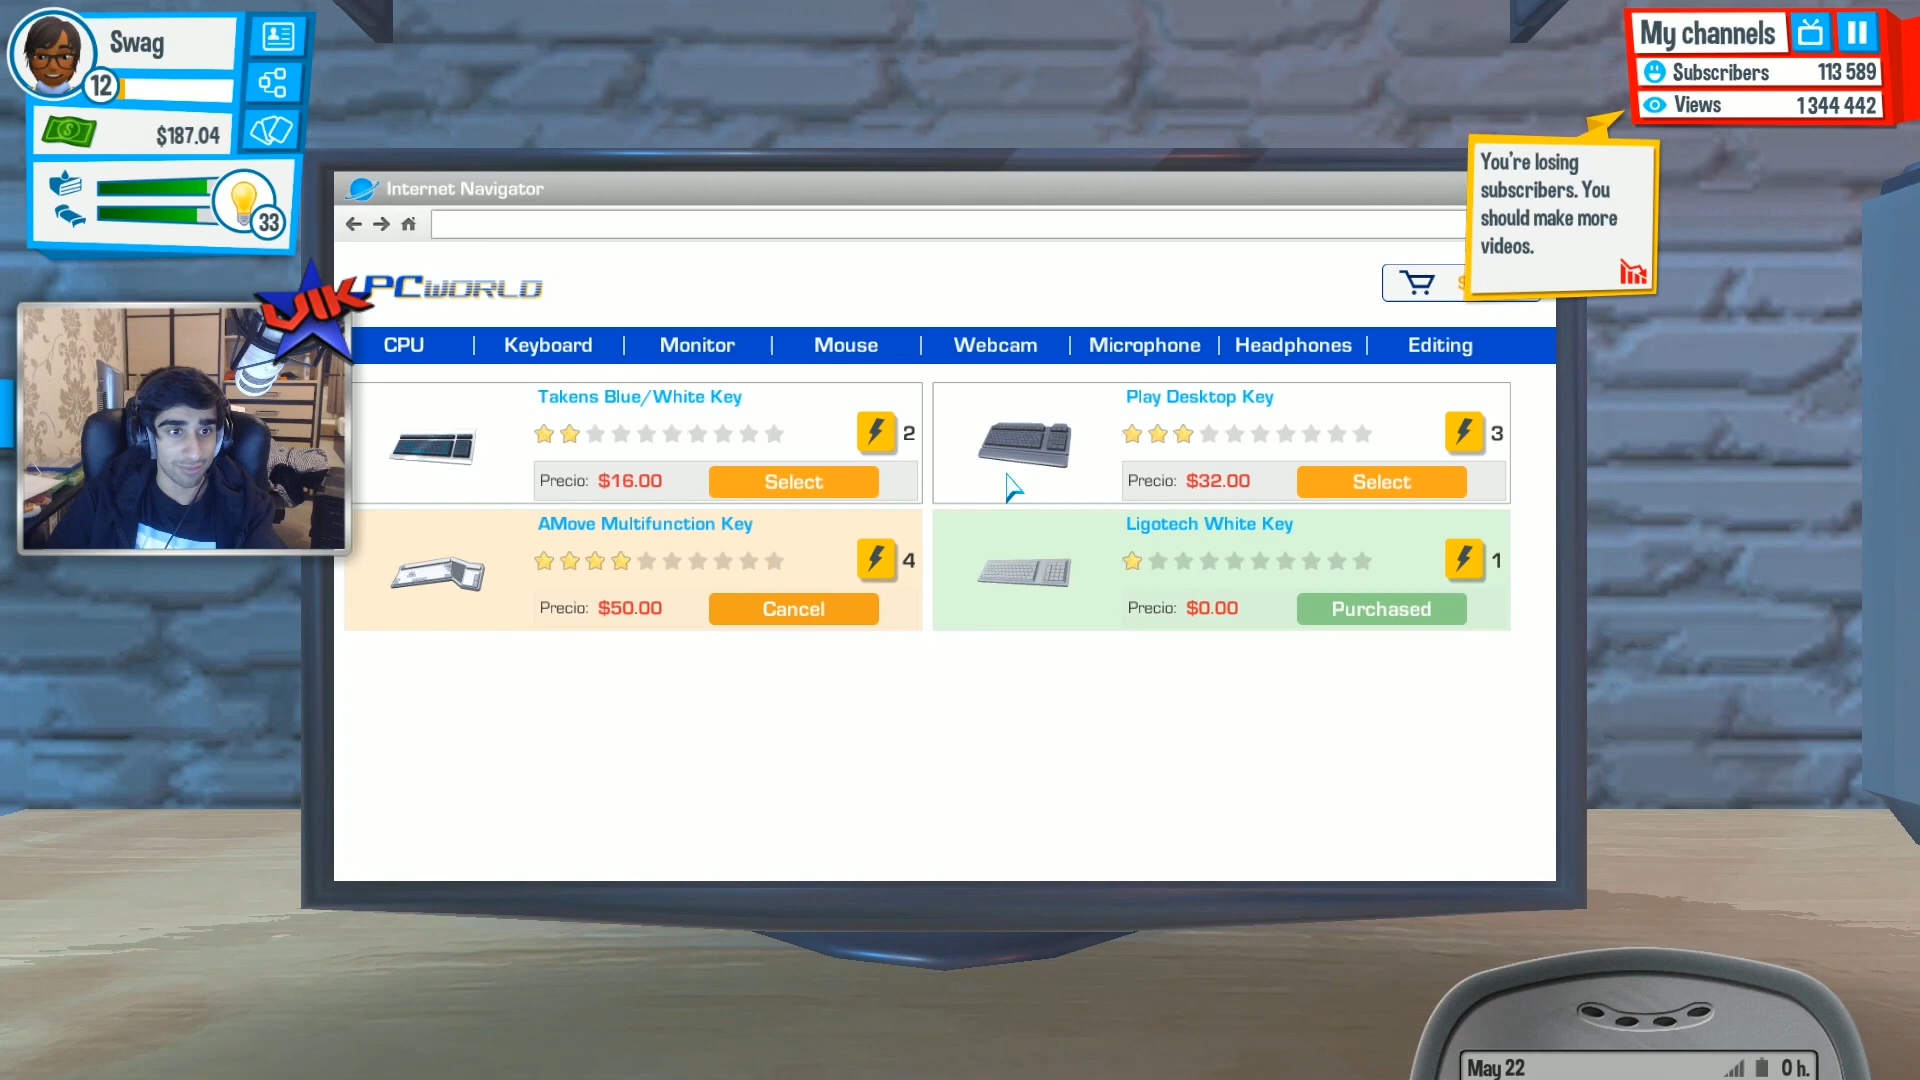 Swag
12
$187.04
33
My channels
Subscribers 113 589
Views 1 344 442
You're losing
subscribers. You
should make more
videos.
Internet Navigator
VIK
PCWORLD
CPU | Keyboard | Monitor | Mouse | Webcam | Microphone | Headphones | Editing
Takens Blue/White Key
2
Precio: $16.00 Select
Play Desktop Key
3
Precio: $32.00 Select
AMove Multifunction Key
4
Precio: $50.00 Cancel
Ligotech White Key
1
Precio: $0.00 Purchased
May 22 0 h.